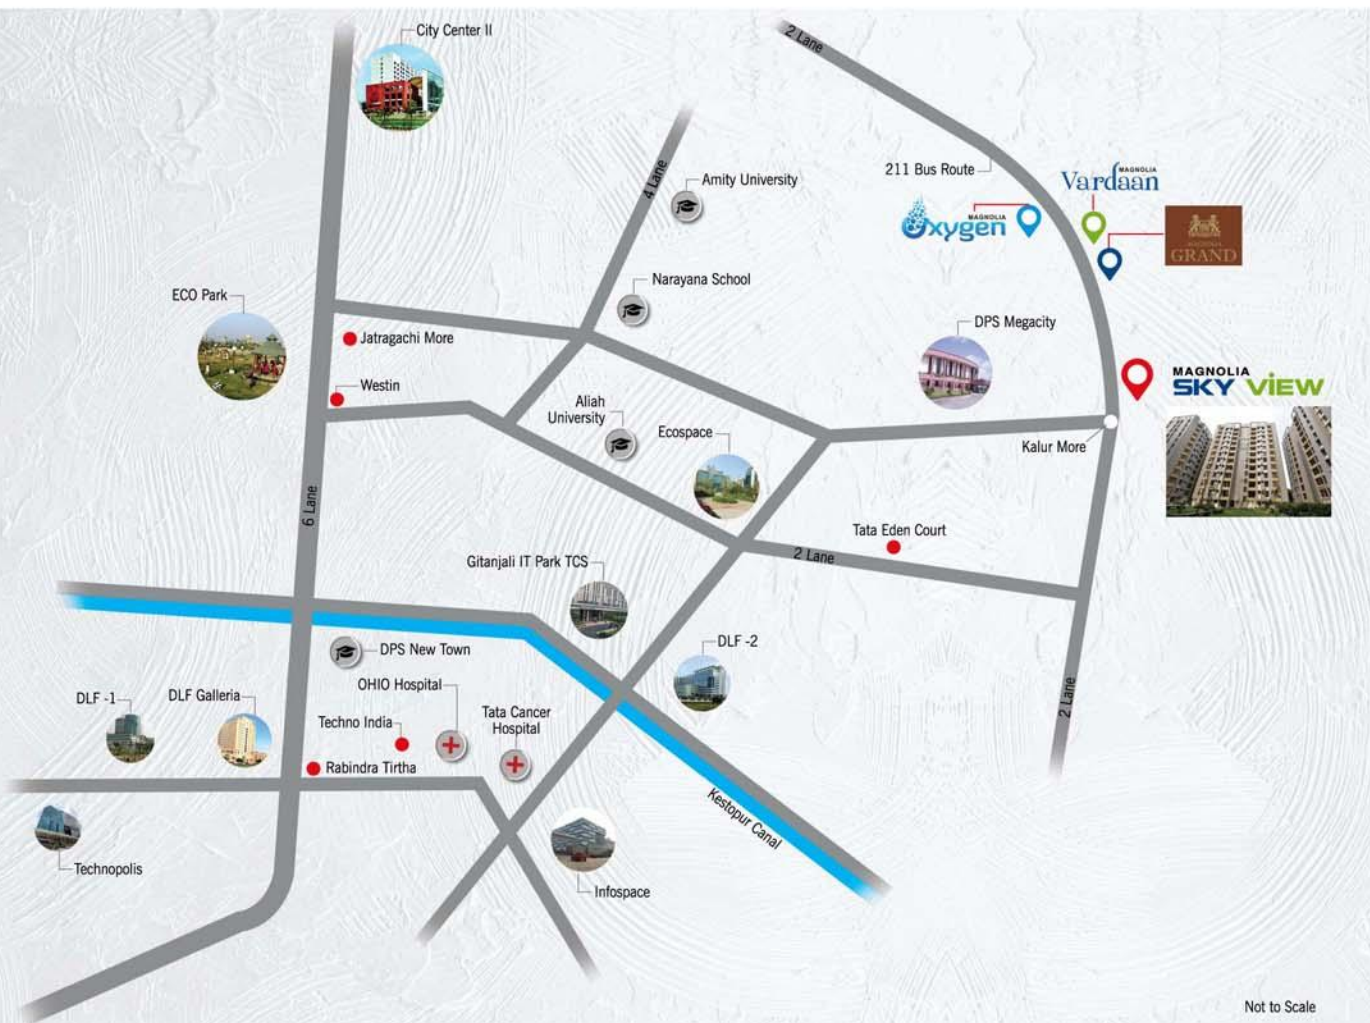 City Center II
2 Lane
4 Lane
Amity University
211 Bus Route
MAGNOLIA
Vardaan
MAGNOLIA
Oxygen
MAGNOLIA
GRAND
Narayana School
ECO Park
Jatragachi More
DPS Megacity
Westin
MAGNOLIA
SKY VIEW
Aliah
University
Ecospace
Kalur More
6 Lane
Tata Eden Court
2 Lane
Gitanjali IT Park TCS
DPS New Town
DLF -2
OHIO Hospital
DLF -1
DLF Galleria
Techno India
Tata Cancer
Hospital
2 Lane
Rabindra Tirtha
Kestopur Canal
Technopolis
Infospace
Not to Scale